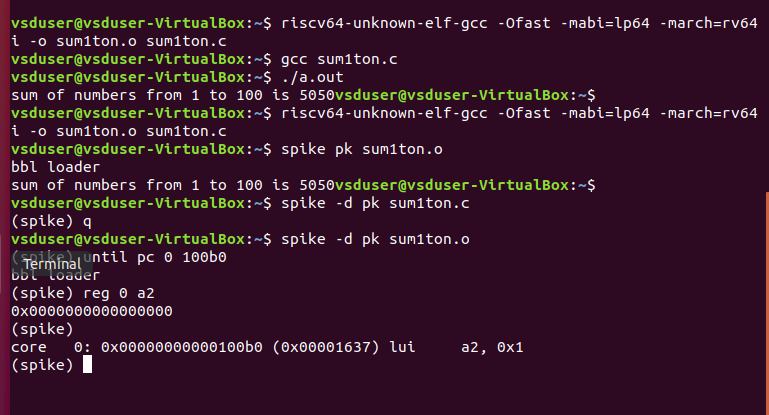 vsduser@vsduser-VirtualBox:~$ riscv64-unknown-elf-gcc -Ofast -mabi=lp64 -march=rv64
i -o sum1ton.o sum1ton.c
vsduser@vsduser-VirtualBox:~$ gcc sum1ton.c
vsduser@vsduser-VirtualBox:~$ ./a.out
sum of numbers from 1 to 100 is 5050vsduser@vsduser-VirtualBox:~$
vsduser@vsduser-VirtualBox:~$ riscv64-unknown-elf-gcc -Ofast -mabi=lp64 -march=rv64
i -o sum1ton.o sum1ton.c
vsduser@vsduser-VirtualBox:~$ spike pk sum1ton.o
bbl loader
sum of numbers from 1 to 100 is 5050vsduser@vsduser-VirtualBox:~$
vsduser@vsduser-VirtualBox:~$ spike -d pk sum1ton.c
(spike) q
vsduser@vsduser-VirtualBox:~$ spike -d pk sum1ton.o
(spike) until pc 0 100b0
Terminal
bbl loader
(spike) reg 0 a2
0x0000000000000000
(spike)
core   0: 0x00000000000100b0 (0x00001637) lui     a2, 0x1
(spike)